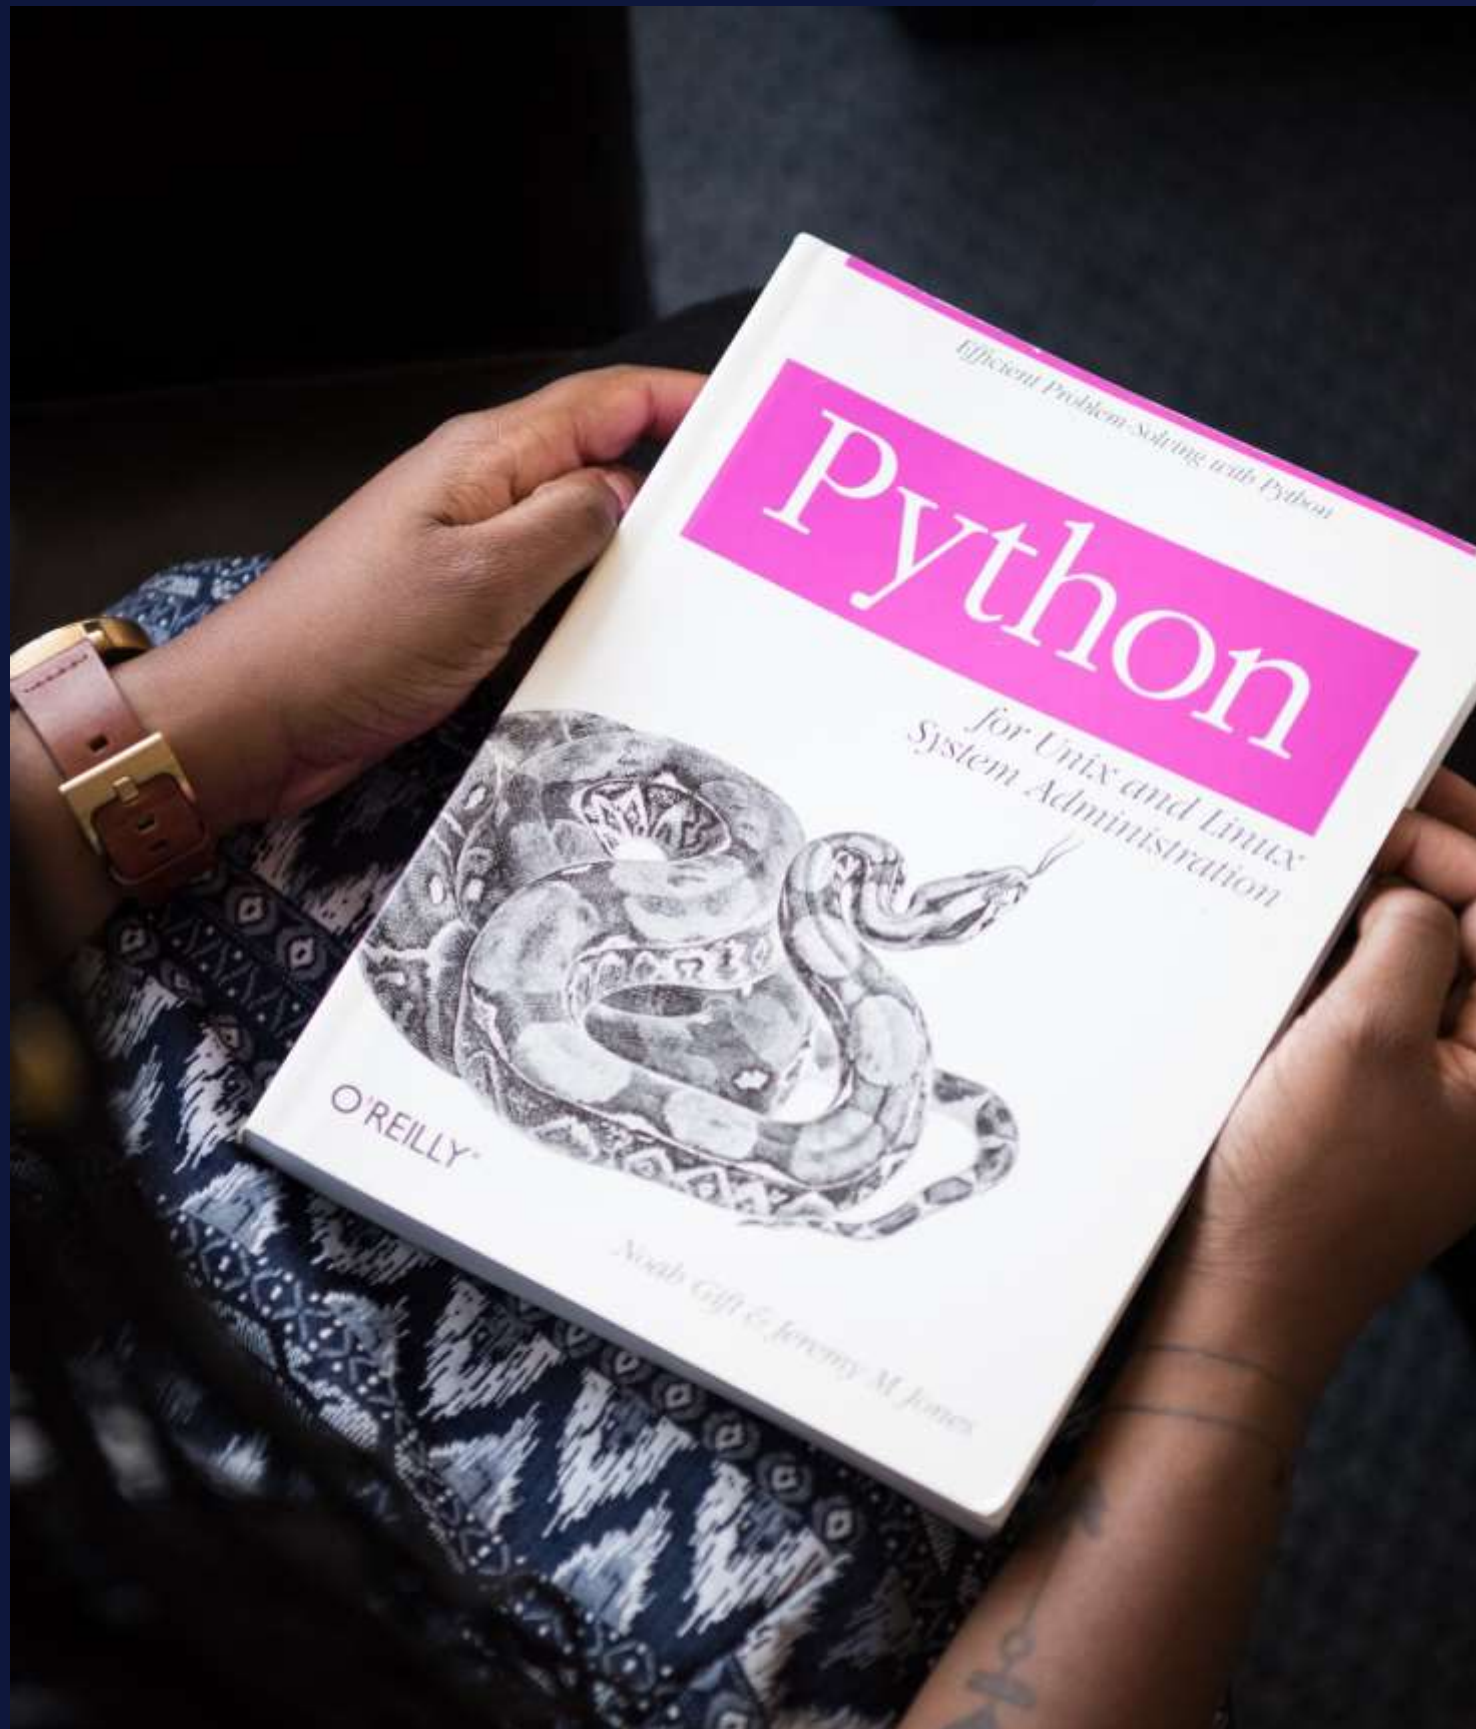 Efficient Problem-Solving with Python
Python
for Unix and Linux
System Administration
O'REILLY®
Noah Gift & Jeremy M. Jones